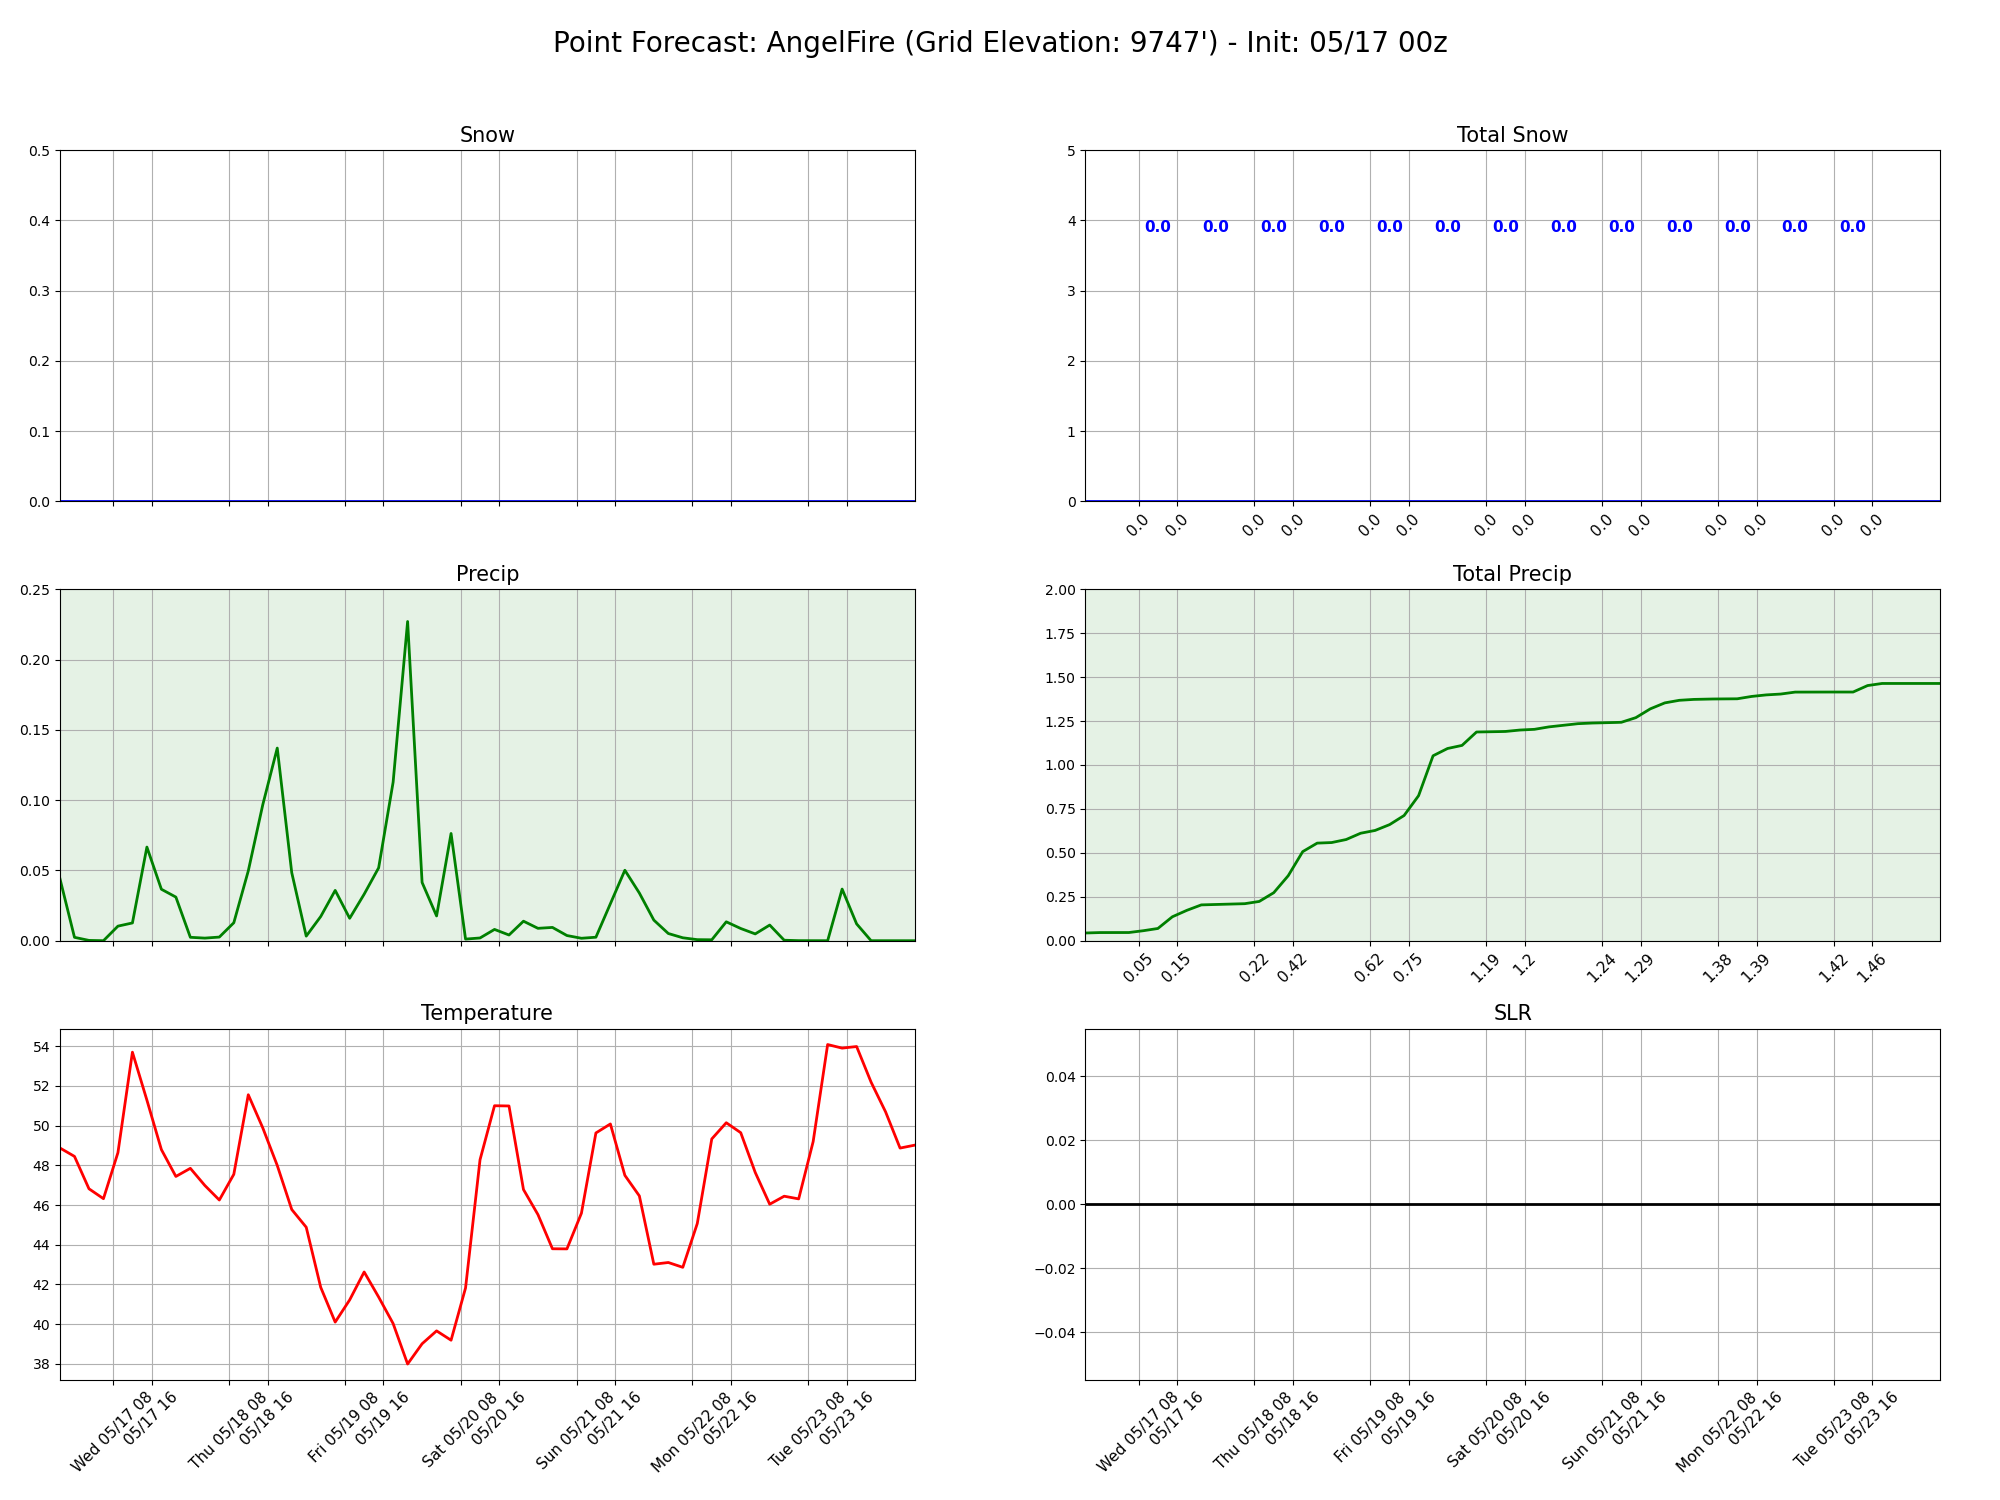 Point Forecast: AngelFire (Grid Elevation: 9747') - Init: 05/17 00z
Snow
0.5
0.4
0.3
0.2
0.1
0.0
Total Snow
5
4
3
2
1
0
0.0 0.0 0.0 0.0 0.0 0.0 0.0 0.0 0.0 0.0 0.0 0.0 0.0
0.0 0.0 0.0 0.0 0.0 0.0 0.0 0.0 0.0 0.0 0.0 0.0 0.0 0.0
Precip
0.25
0.20
0.15
0.10
0.05
0.00
Total Precip
2.00
1.75
1.50
1.25
1.00
0.75
0.50
0.25
0.00
0.05 0.15 0.22 0.42 0.62 0.75 1.19 1.2 1.24 1.29 1.38 1.39 1.42 1.46
Temperature
54
52
50
48
46
44
42
40
38
Wed 05/17 08
05/17 16
Thu 05/18 08
05/18 16
Fri 05/19 08
05/19 16
Sat 05/20 08
05/20 16
Sun 05/21 08
05/21 16
Mon 05/22 08
05/22 16
Tue 05/23 08
05/23 16
SLR
0.04
0.02
0.00
−0.02
−0.04
Wed 05/17 08
05/17 16
Thu 05/18 08
05/18 16
Fri 05/19 08
05/19 16
Sat 05/20 08
05/20 16
Sun 05/21 08
05/21 16
Mon 05/22 08
05/22 16
Tue 05/23 08
05/23 16